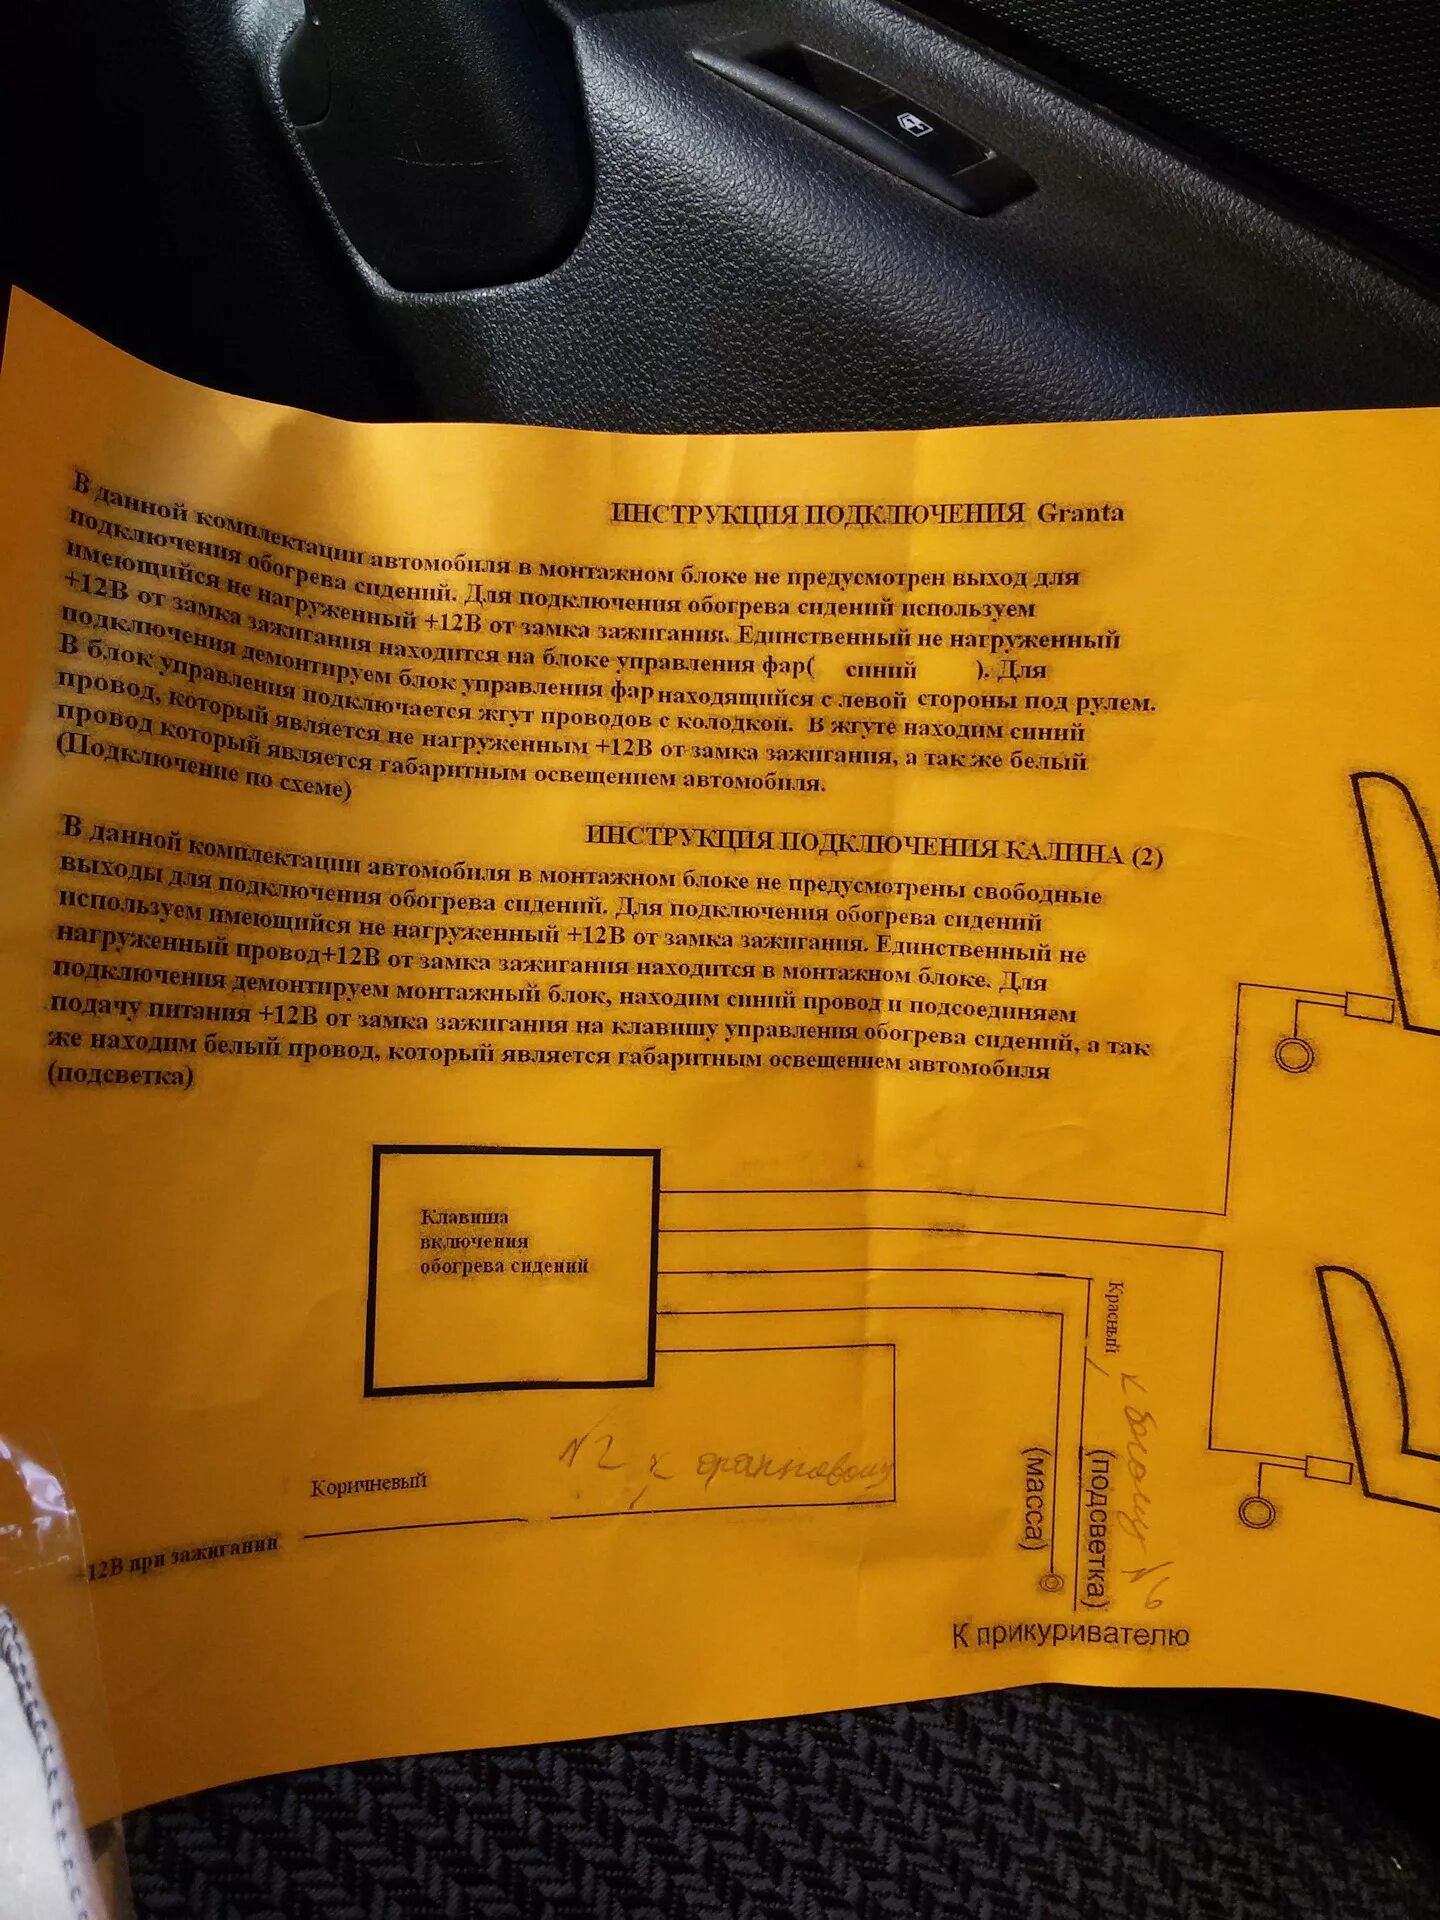 ИНСТРУКЦИЯ ПОДКЛЮЧЕНИЯ Granta
В данной комплектации автомобиля в монтажном блоке не предусмотрен выход для
подключения обогрева сидений. Для подключения обогрева сидений используем
имеющийся не нагруженный +12В от замка зажигания. Единственный не нагруженный
+12В от замка зажигания находится на блоке управления фар( синий ). Для
подключения демонтируем блок управления фар находящийся с левой стороны под рулем.
В блок управления подключается жгут проводов с колодкой. В жгуте находим синий
провод, который является не нагруженным +12В от замка зажигания, а так же белый
провод который является габаритным освещением автомобиля.
(Подключение по схеме)
ИНСТРУКЦИЯ ПОДКЛЮЧЕНИЯ КАЛИНА (2)
В данной комплектации автомобиля в монтажном блоке не предусмотрены свободные
выходы для подключения обогрева сидений. Для подключения обогрева сидений
используем имеющийся не нагруженный +12В от замка зажигания. Единственный не
нагруженный провод+12В от замка зажигания находится в монтажном блоке. Для
подключения демонтируем монтажный блок, находим синий провод и подсоединяем
подачу питания +12В от замка зажигания на клавишу управления обогрева сидений, а так
же находим белый провод, который является габаритным освещением автомобиля
(подсветка)
Клавиша
включения
обогрева сидений
Красный
к белому №6
№2 к оранжевому
Коричневый
(масса)
(подсветка)
+12В при зажигании
К прикуривателю